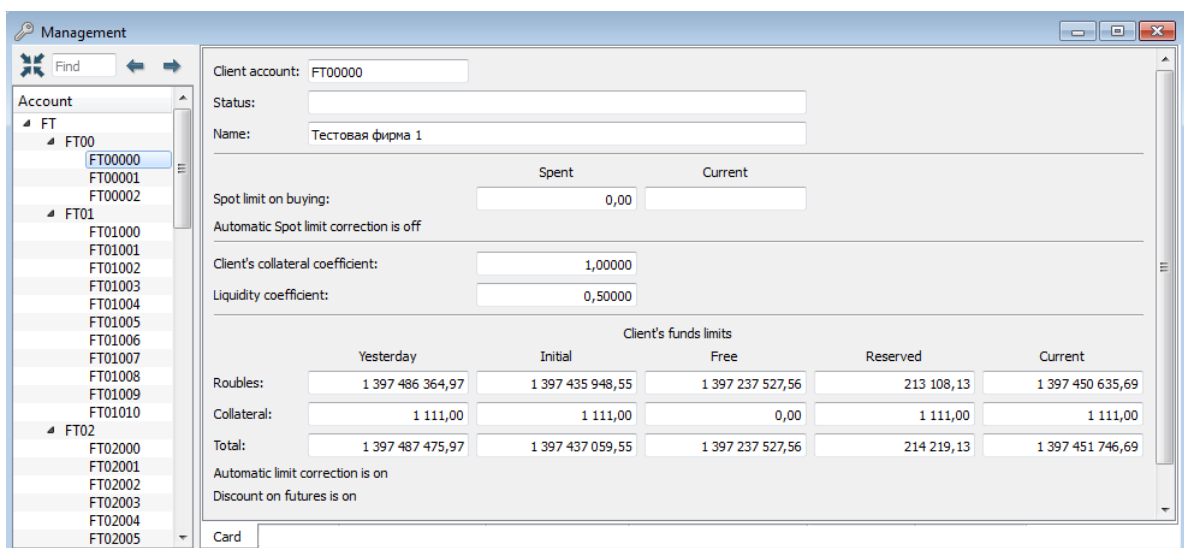 Management
Find
Account
FT
FT00
FT00000
FT00001
FT00002
FT01
FT01000
FT01001
FT01002
FT01003
FT01004
FT01005
FT01006
FT01007
FT01008
FT01009
FT01010
FT02
FT02000
FT02001
FT02002
FT02003
FT02004
FT02005
Client account: FT00000
Status:
Name: Тестовая фирма 1
Spent Current
Spot limit on buying: 0,00
Automatic Spot limit correction is off
Client's collateral coefficient: 1,00000
Liquidity coefficient: 0,50000
Client's funds limits
Yesterday Initial Free Reserved Current
Roubles: 1 397 486 364,97 1 397 435 948,55 1 397 237 527,56 213 108,13 1 397 450 635,69
Collateral: 1 111,00 1 111,00 0,00 1 111,00 1 111,00
Total: 1 397 487 475,97 1 397 437 059,55 1 397 237 527,56 214 219,13 1 397 451 746,69
Automatic limit correction is on
Discount on futures is on
Card